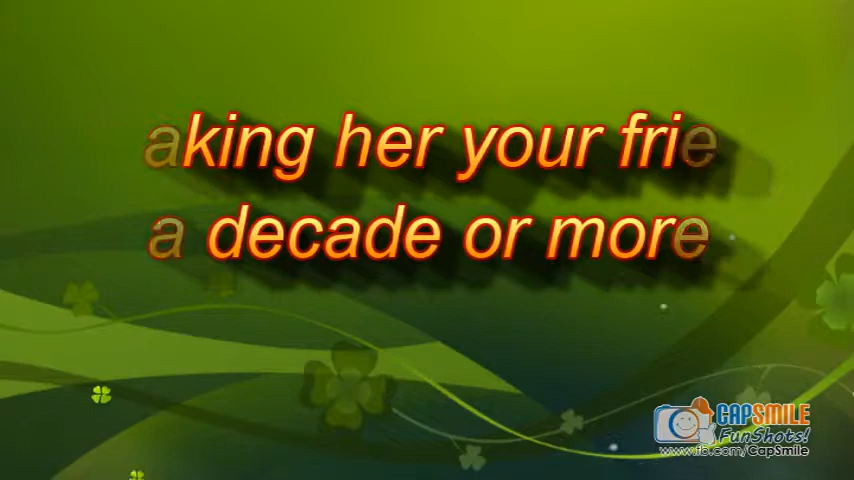 aking her your frie
a decade or more
CAPSMILE
FunShots!
www.fb.com/CapSmile